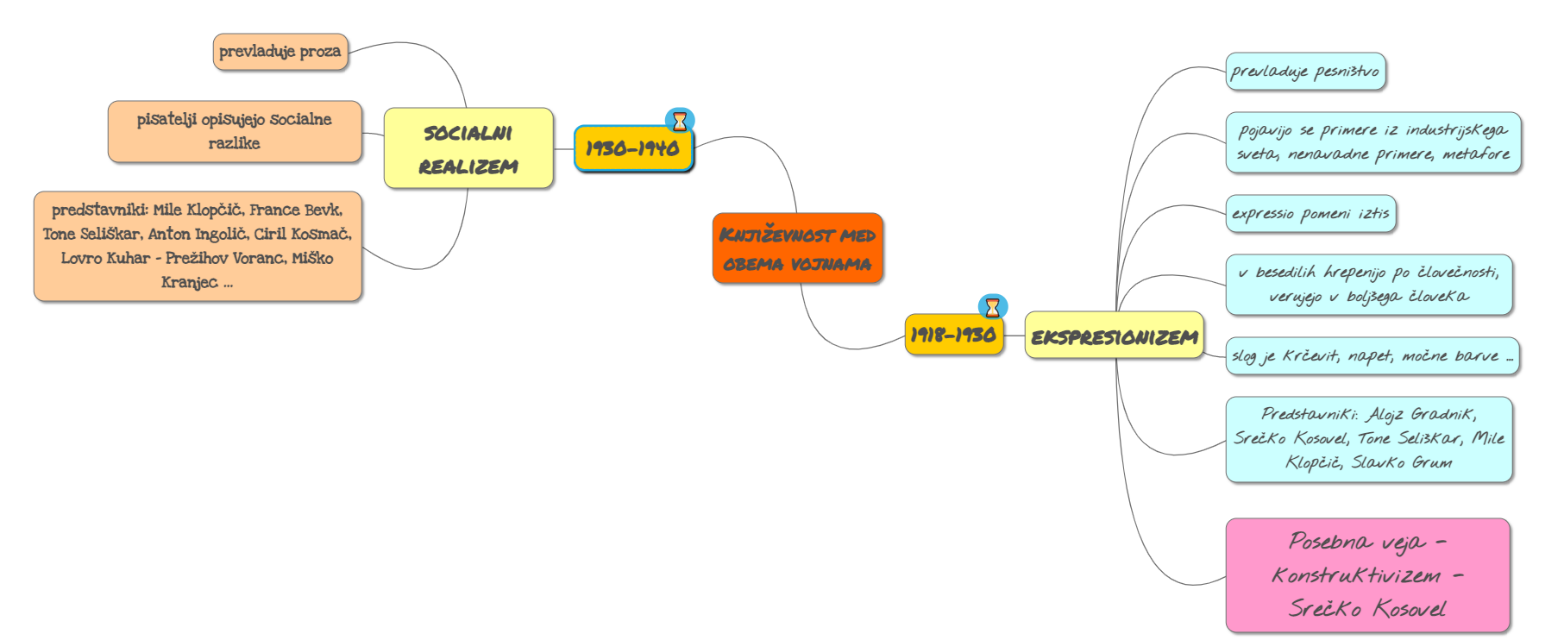 prevladuje proza
pisatelji opisujejo socialne
razlike
predstavniki: Mile Klopčič, France Bevk,
Tone Seliškar, Anton Ingolič, Ciril Kosmač,
Lovro Kuhar - Prežihov Voranc, Miško
Kranjec ...
SOCIALNI
REALIZEM
1930-1940
KNJIŽEVNOST MED
OBEMA VOJNAMA
1918-1930
EKSPRESIONIZEM
prevladuje pesništvo
pojavijo se primere iz industrijskega
sveta, nenavadne primere, metafore
expressio pomeni iztis
v besedilih hrepenijo po človečnosti,
verujejo v boljšega človeka
slog je krčevit, napet, močne barve ...
Predstavniki: Alojz Gradnik,
Srečko Kosovel, Tone Seliškar, Mile
Klopčič, Slavko Grum
Posebna veja -
konstruktivizem -
Srečko Kosovel